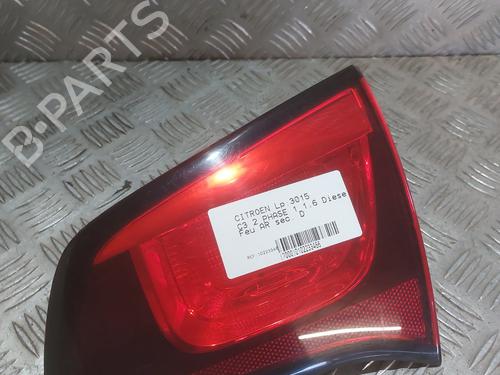 B-PARTS
CITROEN Lp 3015
C3 2 PHASE 1 1.6 Diese
Feu AR sec D